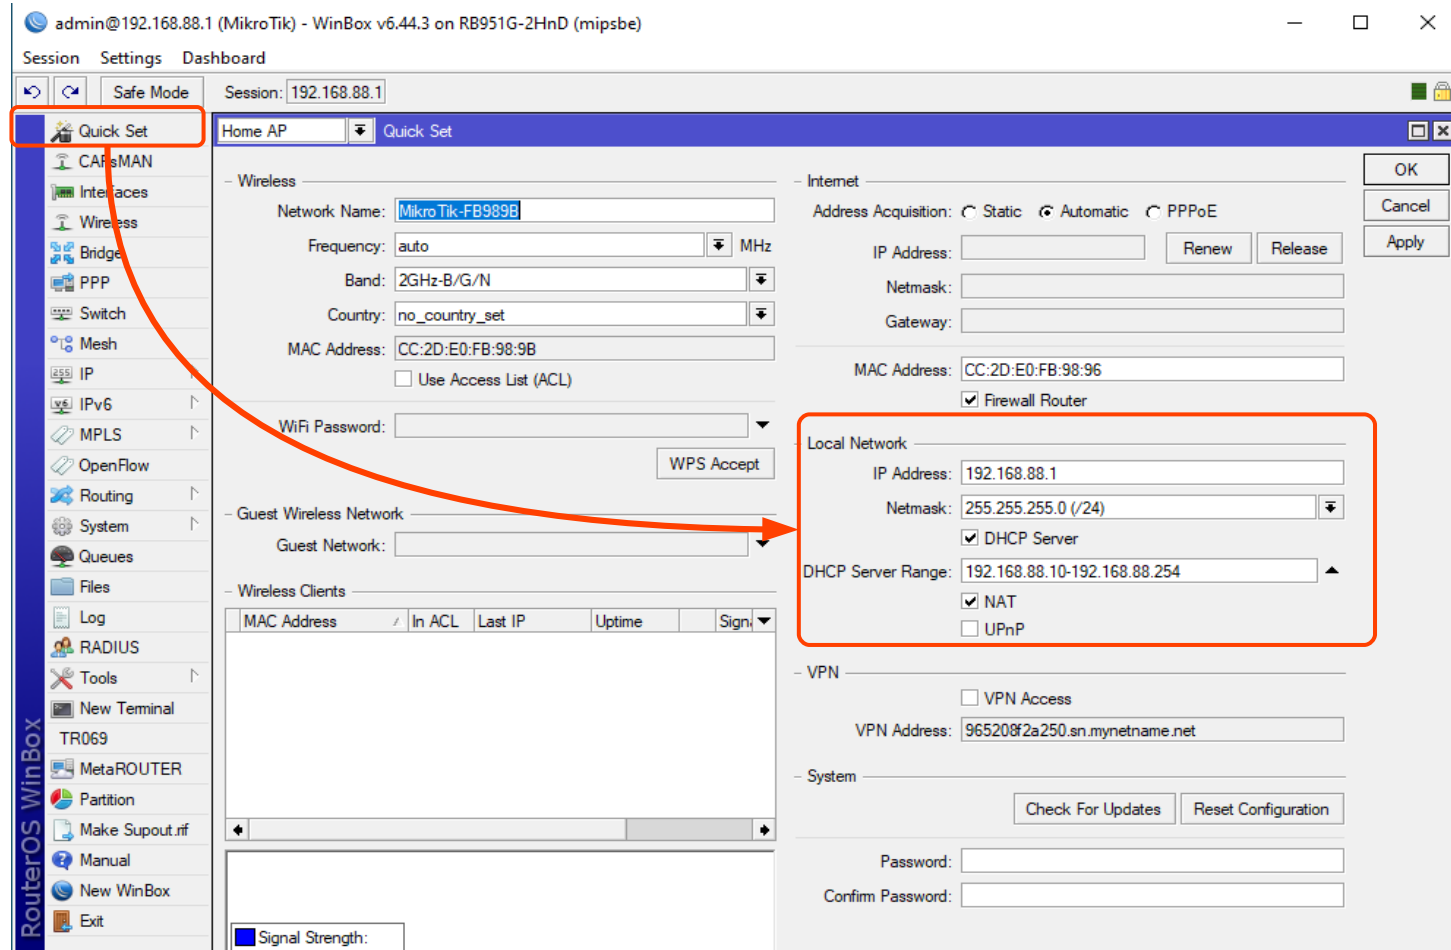 admin@192.168.88.1 (MikroTik) - WinBox v6.44.3 on RB951G-2HnD (mipsbe)
Session Settings Dashboard
Safe Mode Session: 192.168.88.1
Quick Set
CAPsMAN
Interfaces
Wireless
Bridge
PPP
Switch
Mesh
255 IP
v6 IPv6
MPLS
OpenFlow
Routing
System
Queues
Files
Log
RADIUS
Tools
New Terminal
TR069
MetaROUTER
Partition
Make Supout.rif
Manual
New WinBox
Exit
RouterOS WinBox
Home AP Quick Set
Wireless
Network Name: MikroTik-FB989B
Frequency: auto MHz
Band: 2GHz-B/G/N
Country: no_country_set
MAC Address: CC:2D:E0:FB:98:9B
Use Access List (ACL)
WiFi Password:
WPS Accept
Guest Wireless Network
Guest Network:
Wireless Clients
MAC Address In ACL Last IP Uptime Sign
Signal Strength:
Internet
Address Acquisition: Static Automatic PPPoE
IP Address: Renew Release
Netmask:
Gateway:
MAC Address: CC:2D:E0:FB:98:96
Firewall Router
Local Network
IP Address: 192.168.88.1
Netmask: 255.255.255.0 (/24)
DHCP Server
DHCP Server Range: 192.168.88.10-192.168.88.254
NAT
UPnP
VPN
VPN Access
VPN Address: 965208f2a250.sn.mynetname.net
System
Check For Updates Reset Configuration
Password:
Confirm Password:
OK
Cancel
Apply